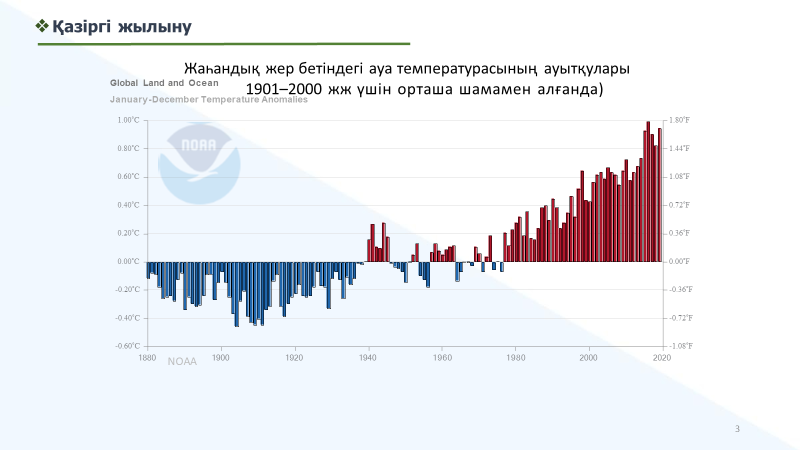 ❖Қазіргі жылыну
Жаһандық жер бетіндегі ауа температурасының ауытқулары
Global Land and Ocean
1901–2000 жж үшін орташа шамамен алғанда)
January-December Temperature Anomalies
1.00°C 1.80°F
NOAA
0.80°C 1.44°F
0.60°C 1.08°F
0.40°C 0.72°F
0.20°C 0.36°F
0.00°C 0.00°F
-0.20°C -0.36°F
-0.40°C -0.72°F
-0.60°C -1.08°F
1880 1900 1920 1940 1960 1980 2000 2020
NOAA
3